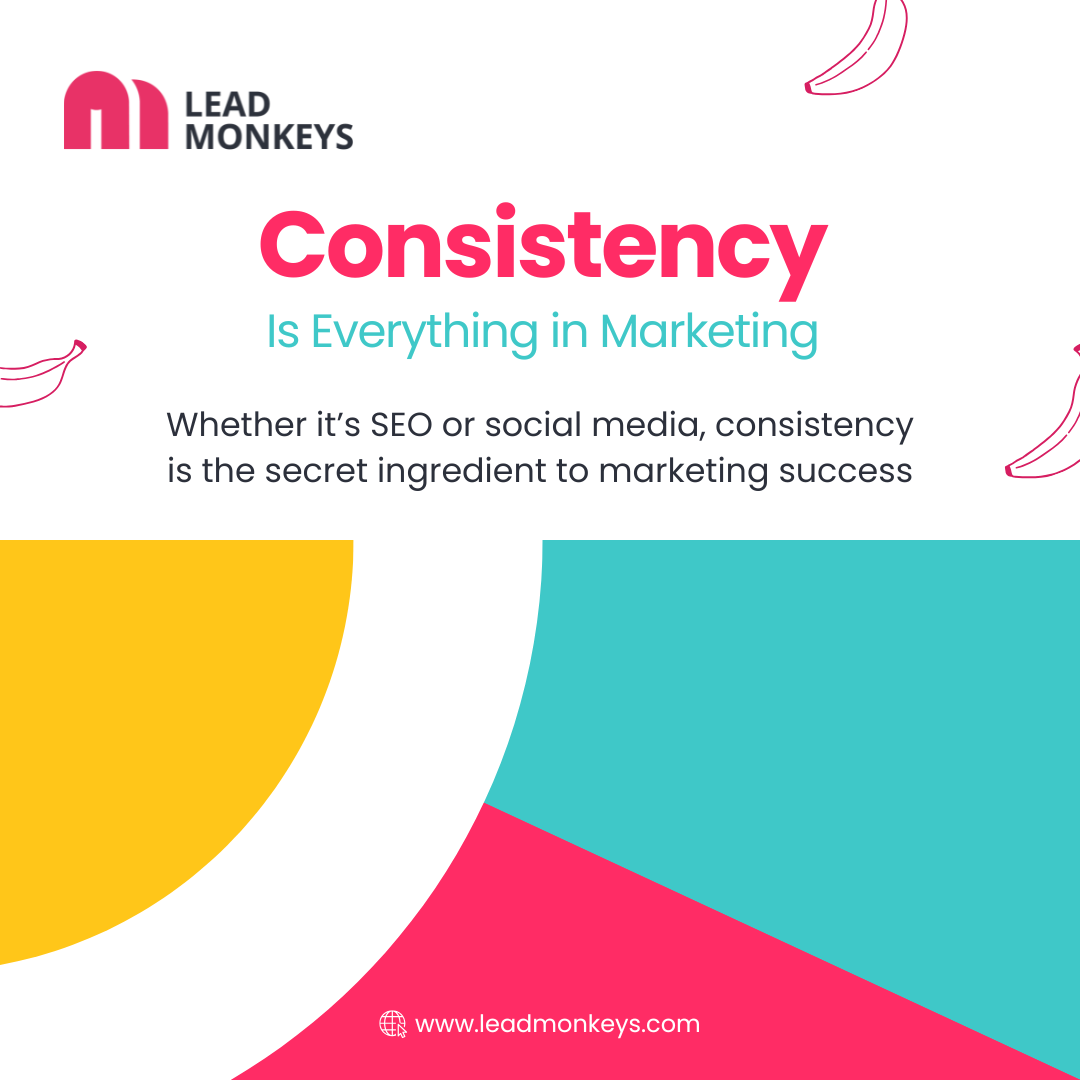 LEAD
MONKEYS
Consistency
Is Everything in Marketing
Whether it’s SEO or social media, consistency
is the secret ingredient to marketing success
www.leadmonkeys.com